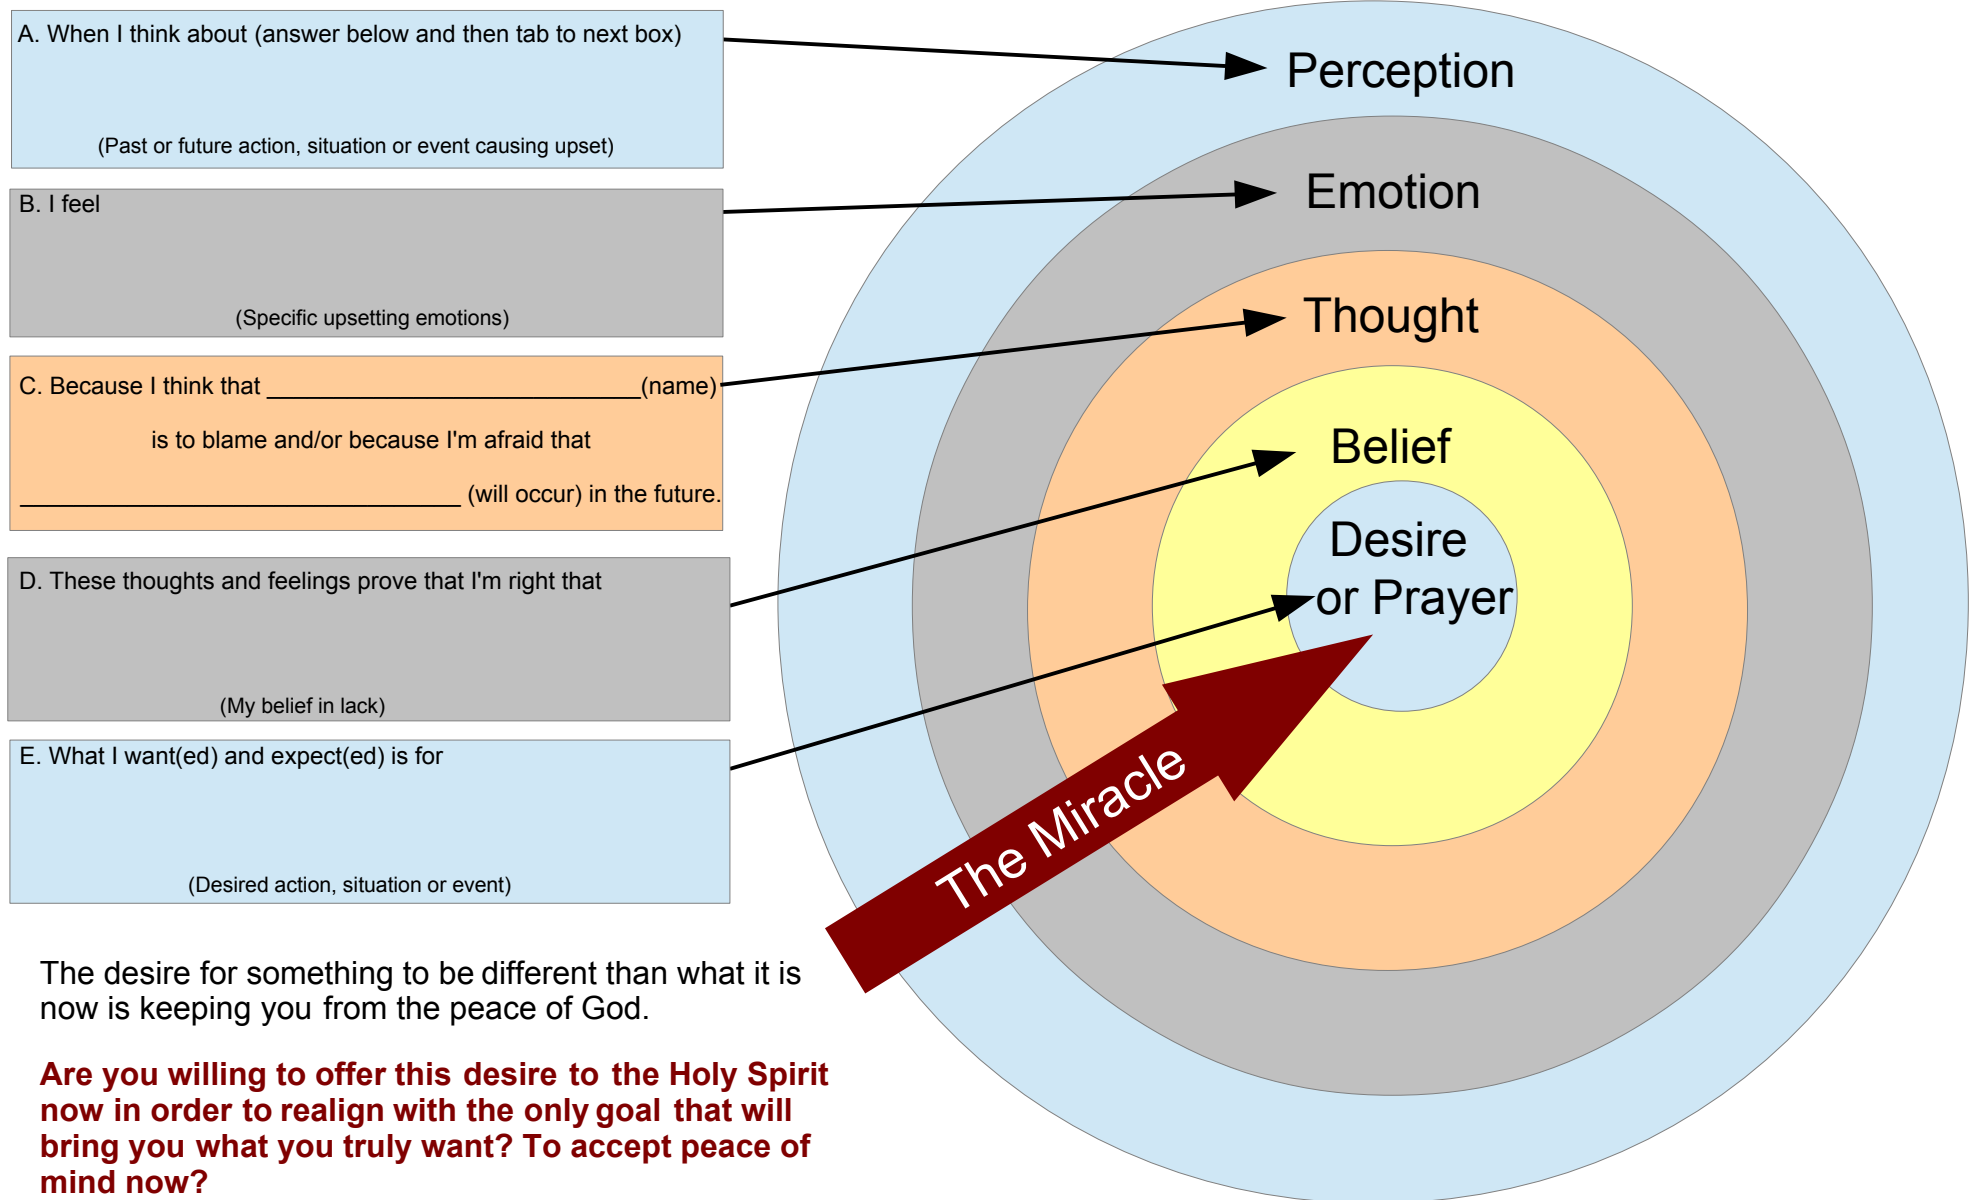 A. When I think about (answer below and then tab to next box)
(Past or future action, situation or event causing upset)
B. I feel
(Specific upsetting emotions)
C. Because I think that ____________________________(name)
is to blame and/or because I'm afraid that
_________________________________ (will occur) in the future.
D. These thoughts and feelings prove that I'm right that
(My belief in lack)
E. What I want(ed) and expect(ed) is for
(Desired action, situation or event)
The desire for something to be different than what it is
now is keeping you from the peace of God.
Are you willing to offer this desire to the Holy Spirit
now in order to realign with the only goal that will
bring you what you truly want? To accept peace of
mind now?
Perception
Emotion
Thought
Belief
Desire
or Prayer
The Miracle